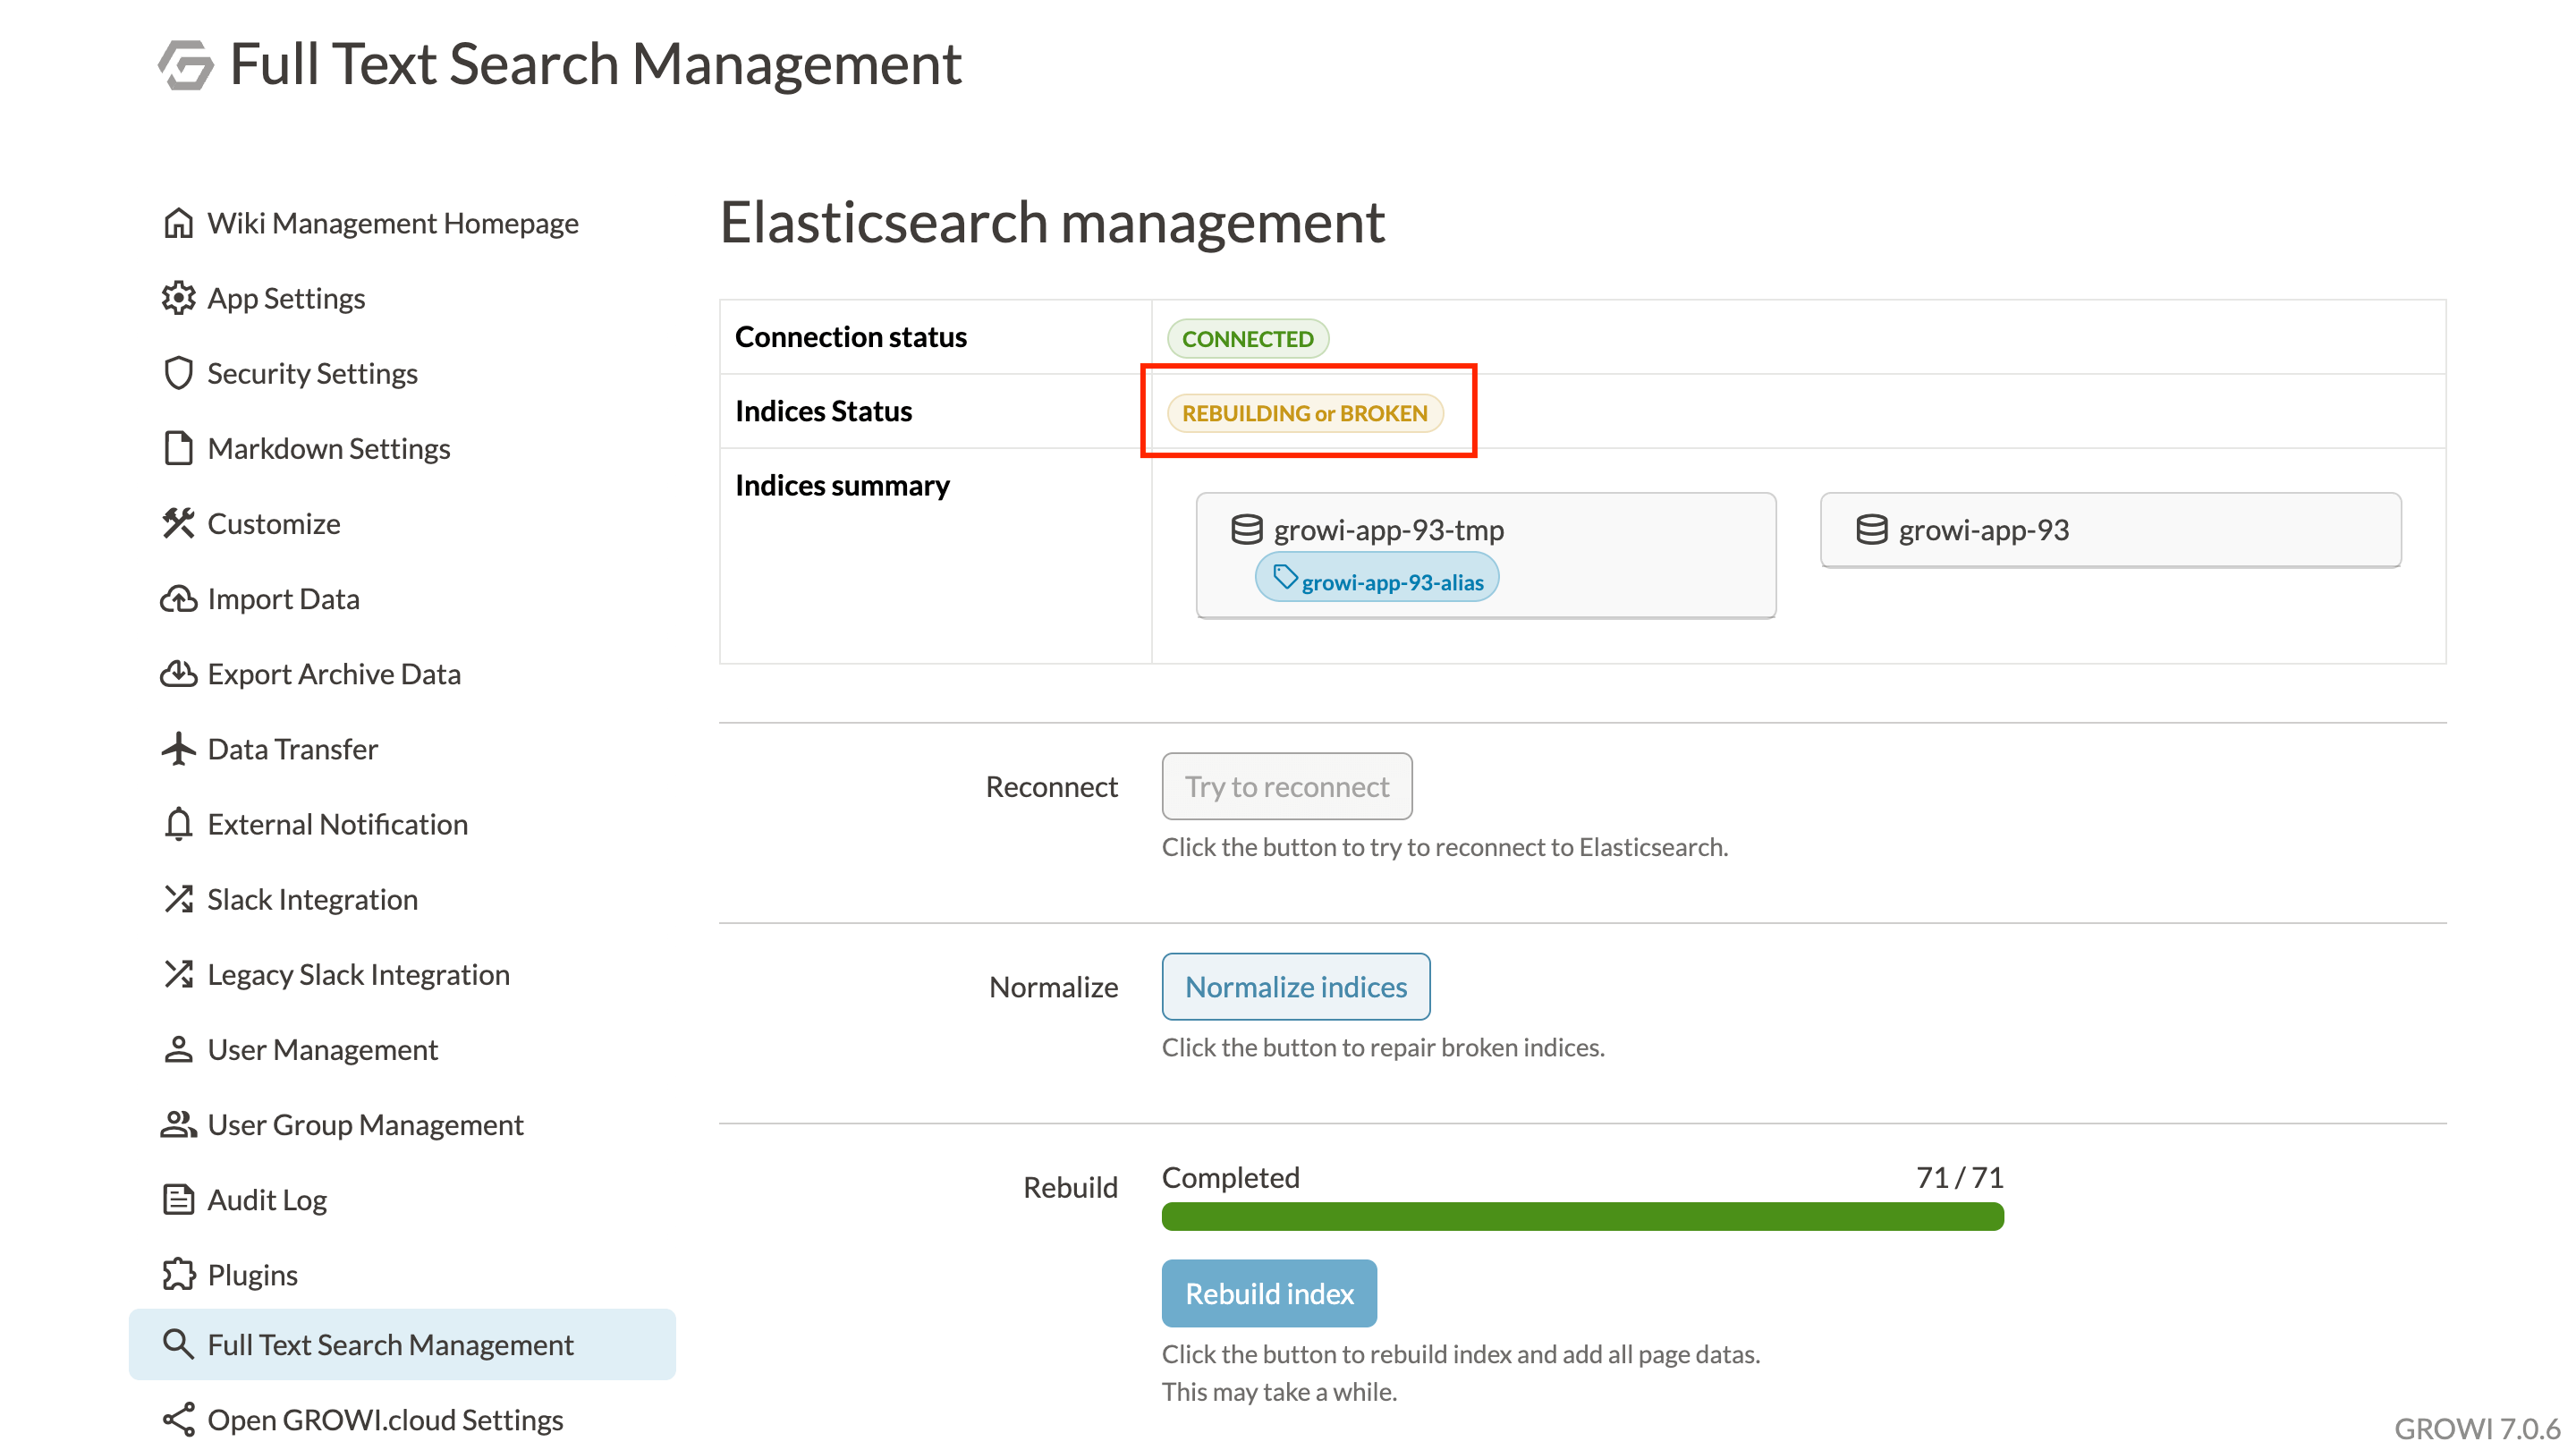 Full Text Search Management
Wiki Management Homepage
App Settings
Security Settings
Markdown Settings
Customize
Import Data
Export Archive Data
Data Transfer
External Notification
Slack Integration
Legacy Slack Integration
User Management
User Group Management
Audit Log
Plugins
Full Text Search Management
Open GROWI.cloud Settings
Elasticsearch management
Connection status CONNECTED
Indices Status REBUILDING or BROKEN
Indices summary
growi-app-93-tmp growi-app-93
growi-app-93-alias
Reconnect Try to reconnect
Click the button to try to reconnect to Elasticsearch.
Normalize Normalize indices
Click the button to repair broken indices.
Rebuild Completed 71 / 71
Rebuild index
Click the button to rebuild index and add all page datas.
This may take a while.
GROWI 7.0.6